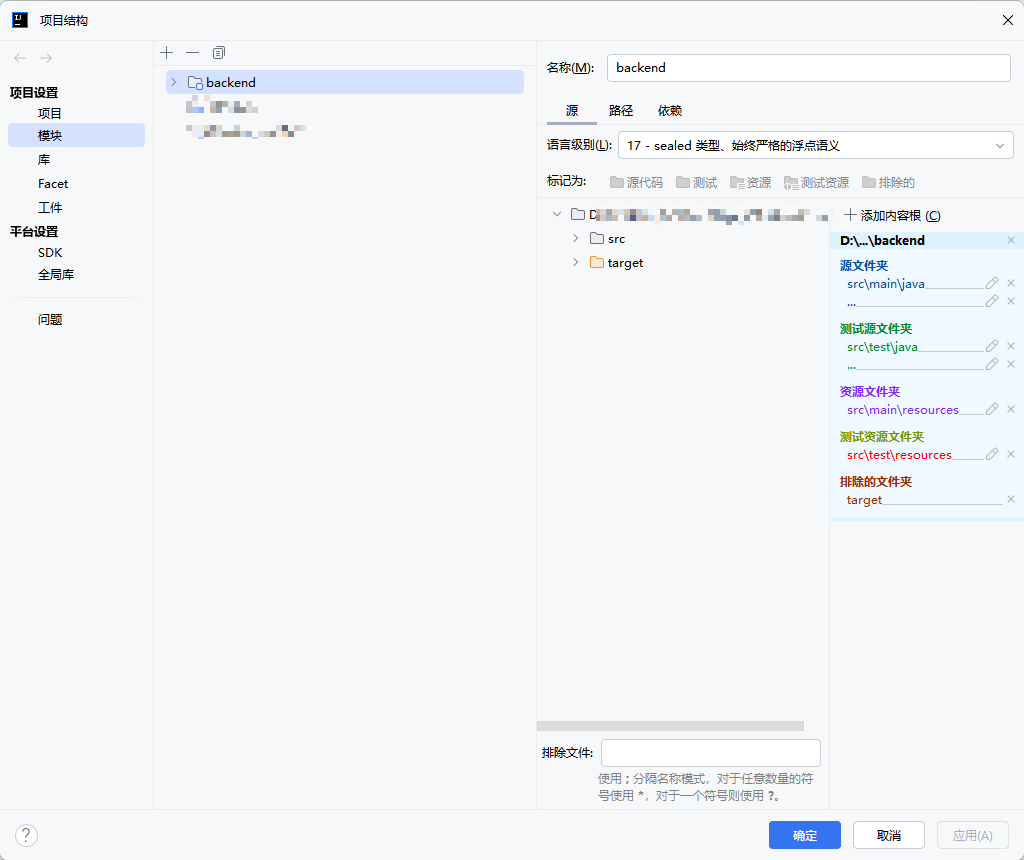 项目结构
项目设置
项目
模块
库
Facet
工件
平台设置
SDK
全局库
问题
backend
名称(M):
backend
源 路径 依赖
语言级别(L): 17 - sealed 类型、始终严格的浮点语义
标记为: 源代码 测试 资源 测试资源 排除的
D
src
target
添加内容根 (C)
D:\...\backend
源文件夹
src\main\java
...
测试源文件夹
src\test\java
...
资源文件夹
src\main\resources
测试资源文件夹
src\test\resources
排除的文件夹
target
排除文件:
使用 ; 分隔名称模式，对于任意数量的符
号使用 *，对于一个符号则使用 ?。
?
确定
取消
应用(A)